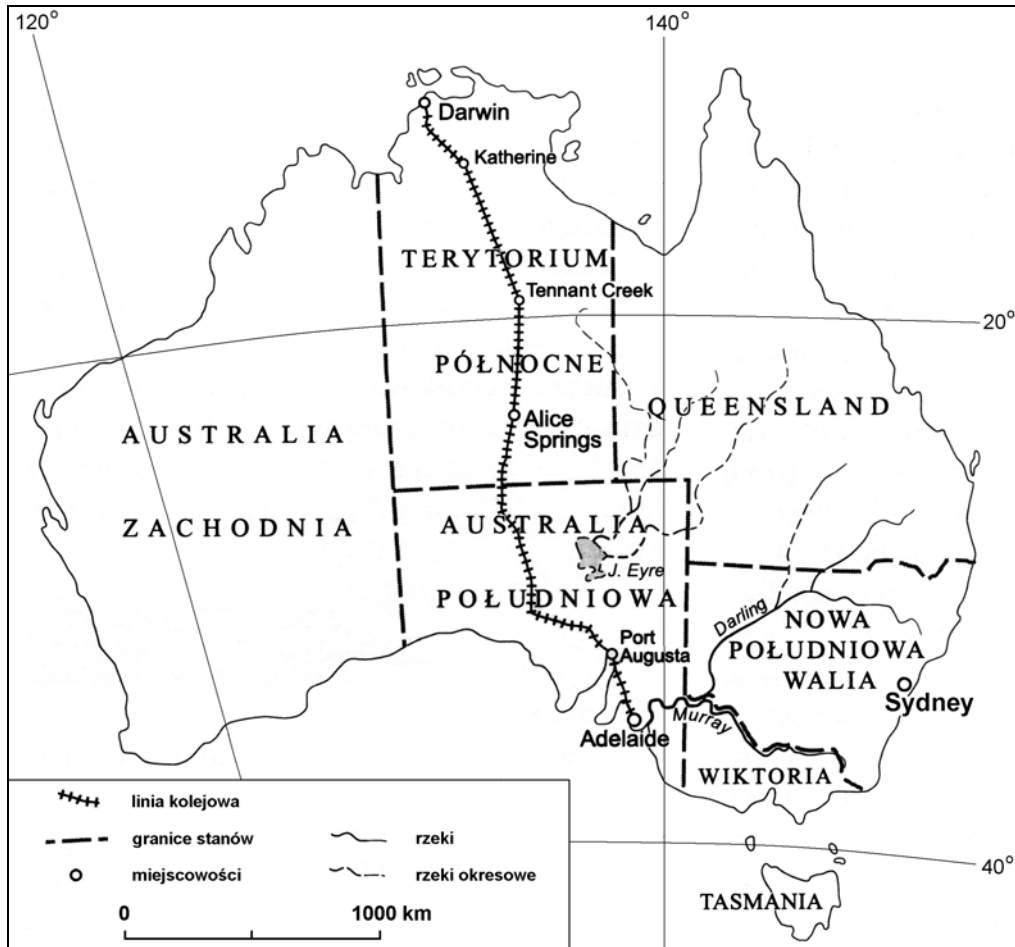 120°
140°
Darwin
Katherine
TERYTORIUM
Tennant Creek
20°
PÓŁNOCNE
QUEENSLAND
Alice
Springs
AUSTRALIA
ZACHODNIA
AUSTRALIA
J. Eyre
POŁUDNIOWA
Darling
NOWA
POŁUDNIOWA
WALIA
Port
Augusta
Sydney
Murray
Adelaide
WIKTORIA
linia kolejowa
granice stanów
rzeki
miejscowości
rzeki okresowe
40°
TASMANIA
0 1000 km